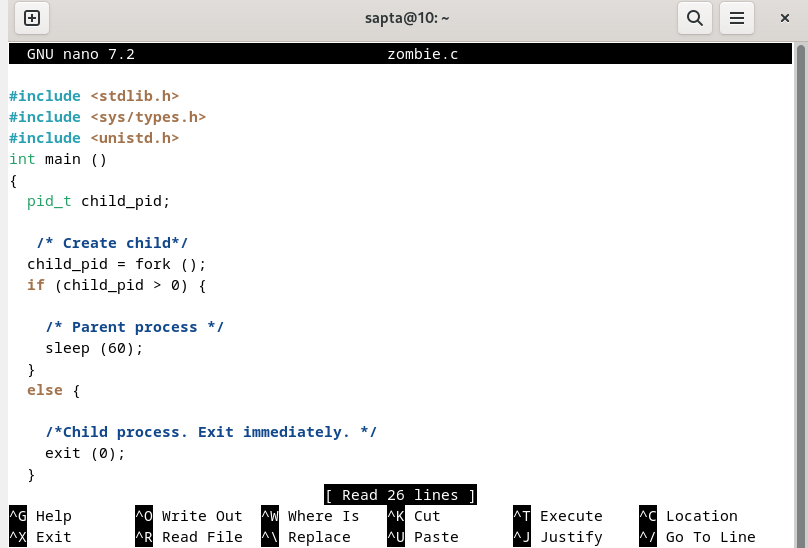 sapta@10: ~
GNU nano 7.2 zombie.c
#include <stdlib.h>
#include <sys/types.h>
#include <unistd.h>
int main ()
{
  pid_t child_pid;
   /* Create child*/
  child_pid = fork ();
  if (child_pid > 0) {
    /* Parent process */
    sleep (60);
  }
  else {
    /*Child process. Exit immediately. */
    exit (0);
  }
[ Read 26 lines ]
^G Help ^O Write Out ^W Where Is ^K Cut ^T Execute ^C Location
^X Exit ^R Read File ^\ Replace ^U Paste ^J Justify ^/ Go To Line